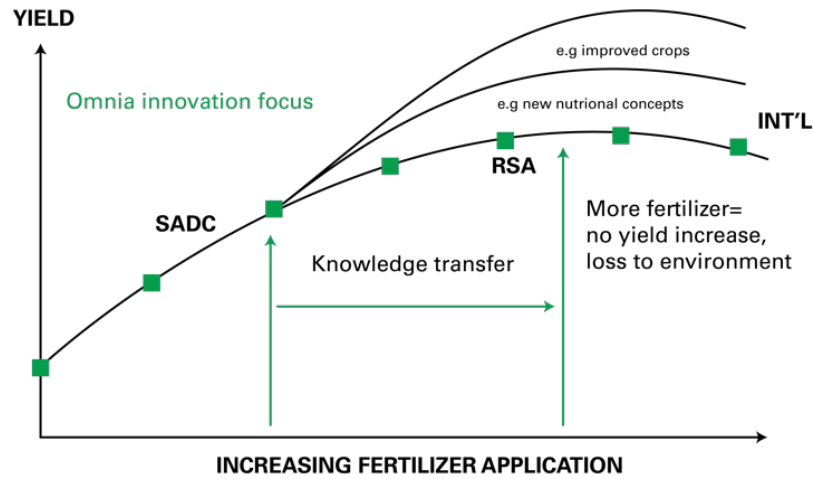 YIELD
e.g improved crops
Omnia innovation focus
e.g new nutrional concepts
INT'L
RSA
SADC
More fertilizer=
no yield increase,
loss to environment
Knowledge transfer
INCREASING FERTILIZER APPLICATION